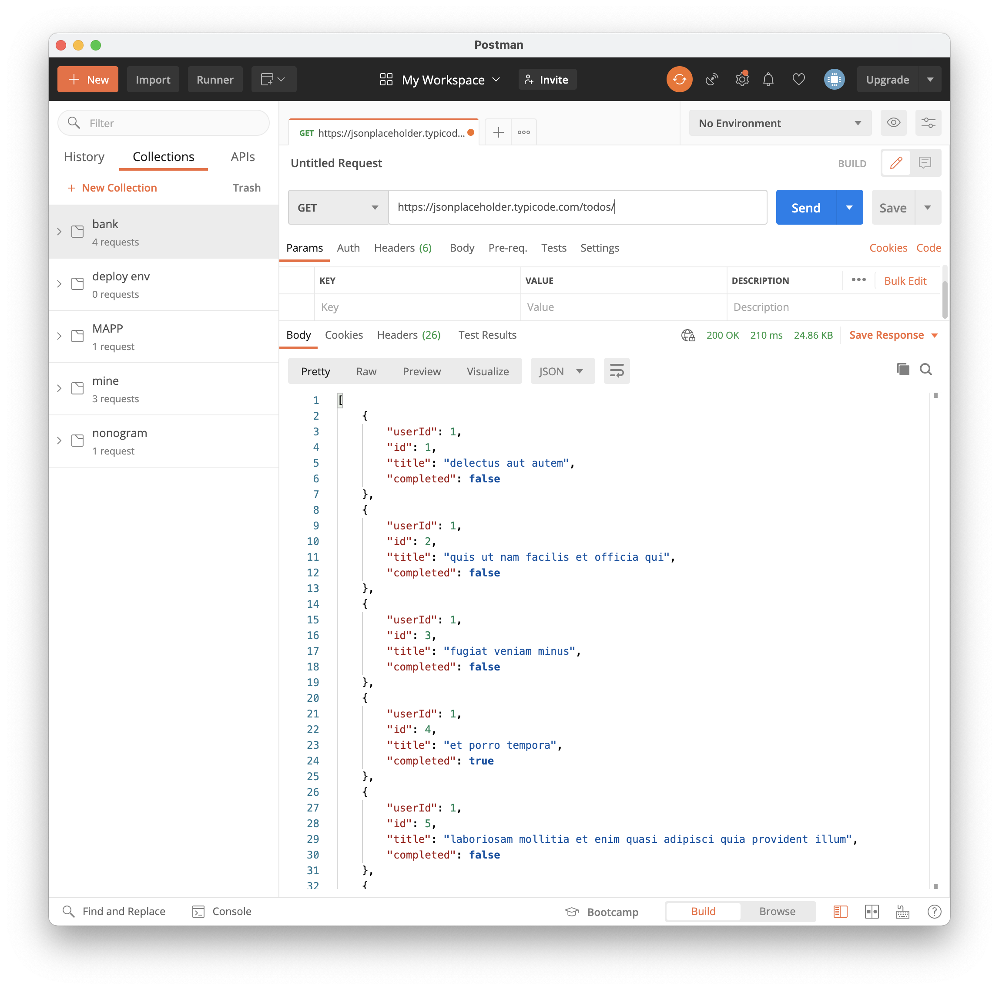 Postman
New Import Runner My Workspace Invite Upgrade
Filter
History Collections APIs
+ New Collection Trash
bank
4 requests
deploy env
0 requests
MAPP
1 request
mine
3 requests
nonogram
1 request
GET https://jsonplaceholder.typicod... No Environment
Untitled Request BUILD
GET https://jsonplaceholder.typicode.com/todos/ Send Save
Params Auth Headers (6) Body Pre-req. Tests Settings Cookies Code
KEY VALUE DESCRIPTION Bulk Edit
Key Value Description
Body Cookies Headers (26) Test Results 200 OK 210 ms 24.86 KB Save Response
Pretty Raw Preview Visualize JSON
1 [
2 {
3 "userId": 1,
4 "id": 1,
5 "title": "delectus aut autem",
6 "completed": false
7 },
8 {
9 "userId": 1,
10 "id": 2,
11 "title": "quis ut nam facilis et officia qui",
12 "completed": false
13 },
14 {
15 "userId": 1,
16 "id": 3,
17 "title": "fugiat veniam minus",
18 "completed": false
19 },
20 {
21 "userId": 1,
22 "id": 4,
23 "title": "et porro tempora",
24 "completed": true
25 },
26 {
27 "userId": 1,
28 "id": 5,
29 "title": "laboriosam mollitia et enim quasi adipisci quia provident illum",
30 "completed": false
31 },
32 {
Find and Replace Console Bootcamp Build Browse